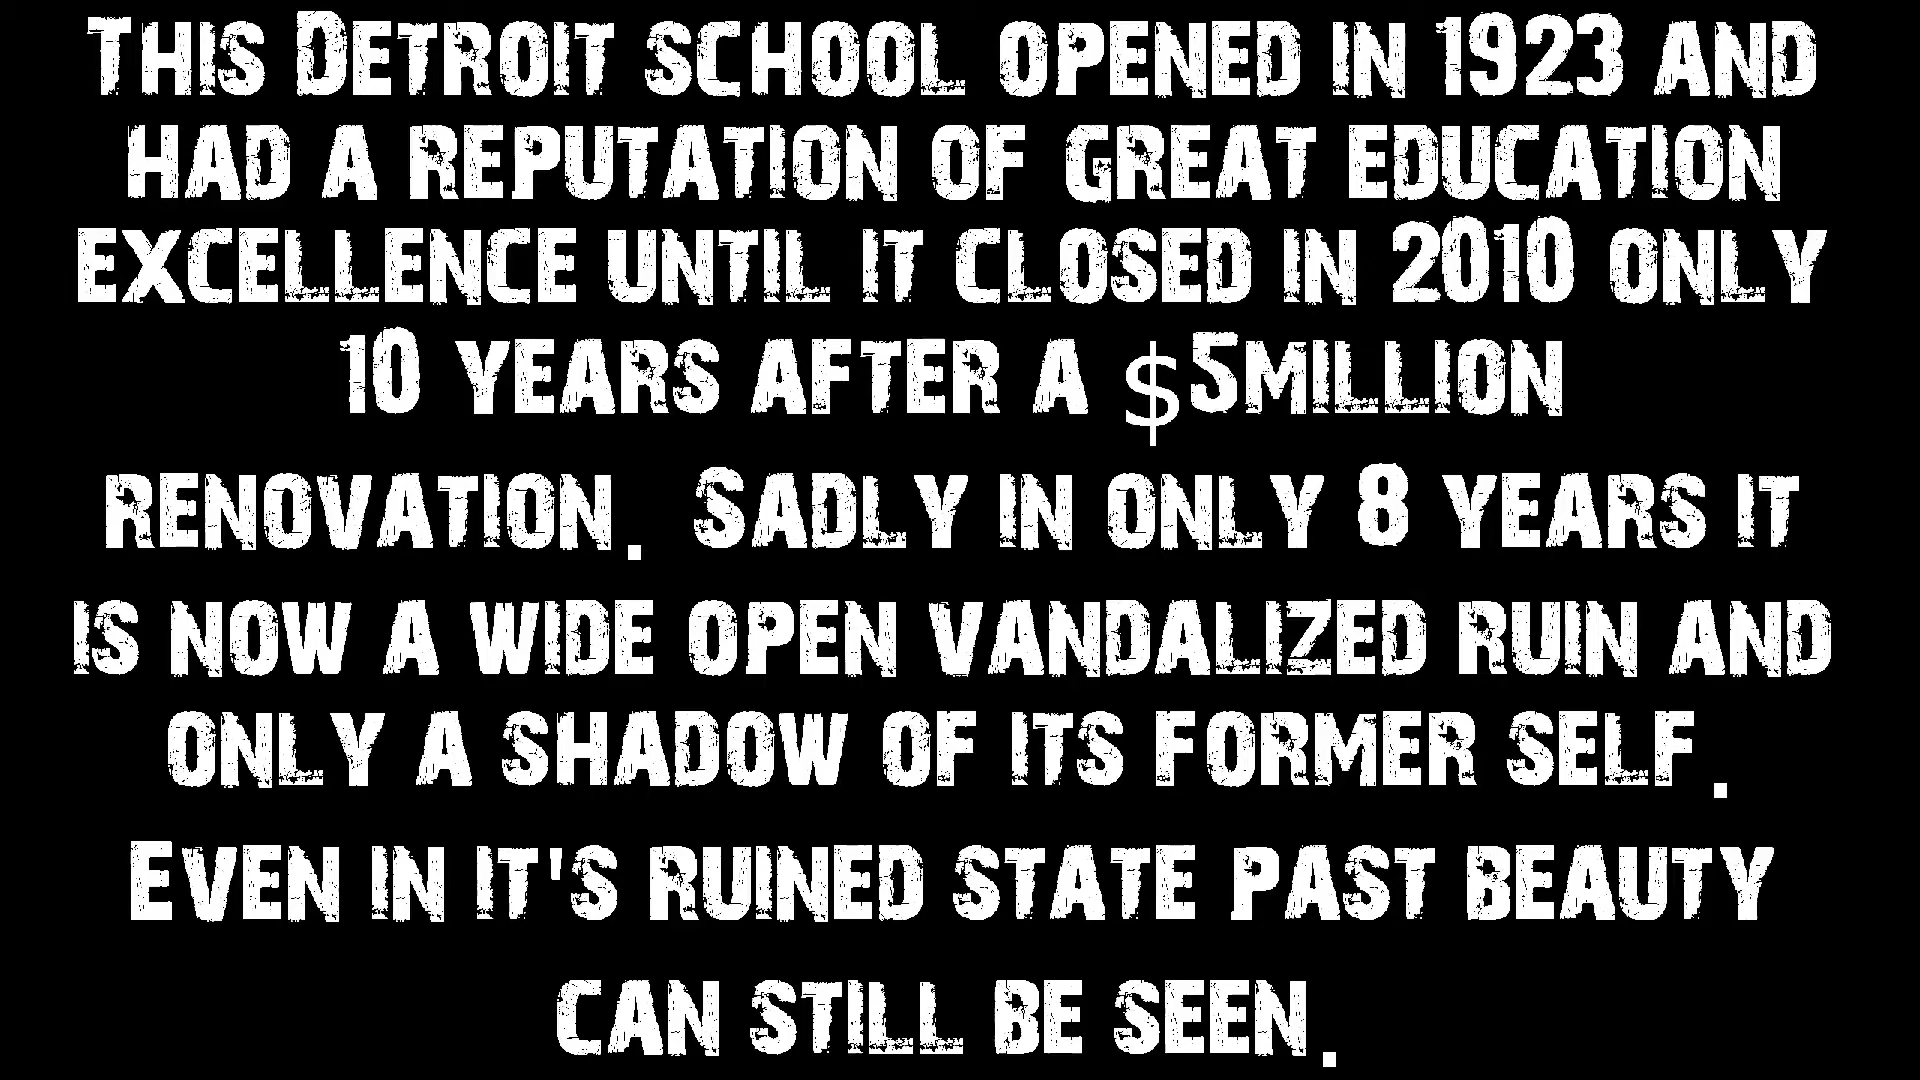 This Detroit school opened in 1923 and
had a reputation of great education
excellence until it closed in 2010 only
10 years after a $5million
renovation. Sadly in only 8 years it
is now a wide open vandalized ruin and
only a shadow of its former self.
Even in it's ruined state past beauty
can still be seen.